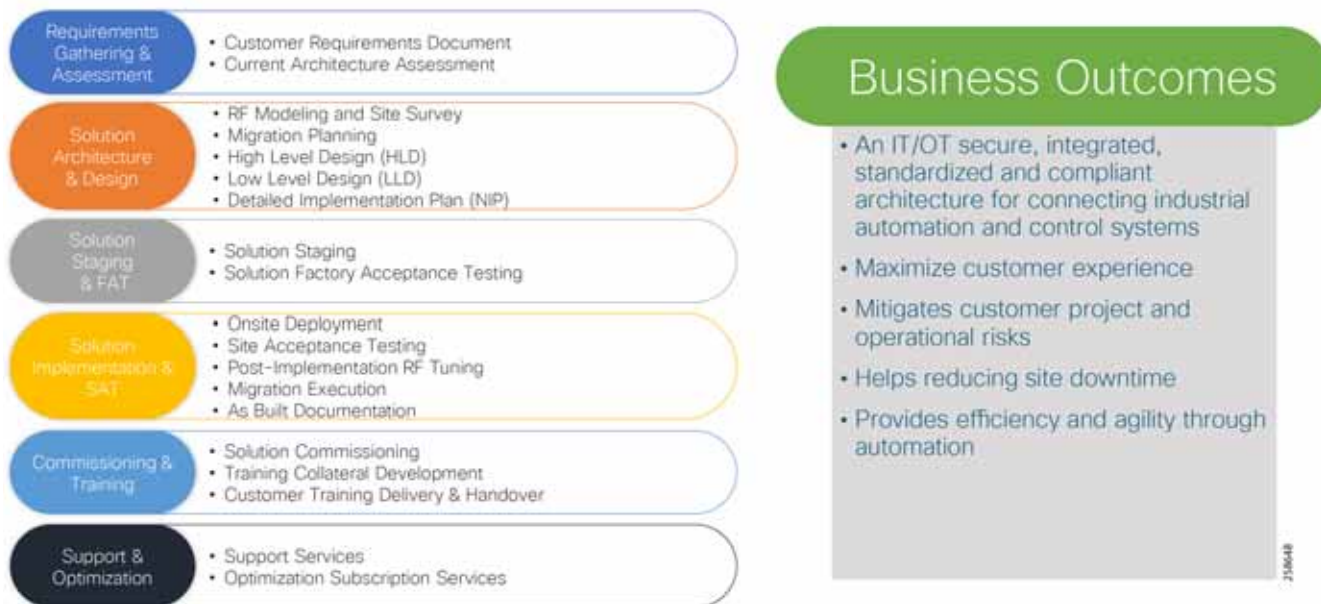 Requirements
Gathering &
Assessment
• Customer Requirements Document
• Current Architecture Assessment
Solution
Architecture
& Design
• RF Modeling and Site Survey
• Migration Planning
• High Level Design (HLD)
• Low Level Design (LLD)
• Detailed Implementation Plan (NIP)
Solution
Staging
& FAT
• Solution Staging
• Solution Factory Acceptance Testing
Solution
Implementation &
SAT
• Onsite Deployment
• Site Acceptance Testing
• Post-Implementation RF Tuning
• Migration Execution
• As Built Documentation
Commissioning &
Training
• Solution Commissioning
• Training Collateral Development
• Customer Training Delivery & Handover
Support &
Optimization
• Support Services
• Optimization Subscription Services
Business Outcomes
• An IT/OT secure, integrated,
standardized and compliant
architecture for connecting industrial
automation and control systems
• Maximize customer experience
• Mitigates customer project and
operational risks
• Helps reducing site downtime
• Provides efficiency and agility through
automation
258648